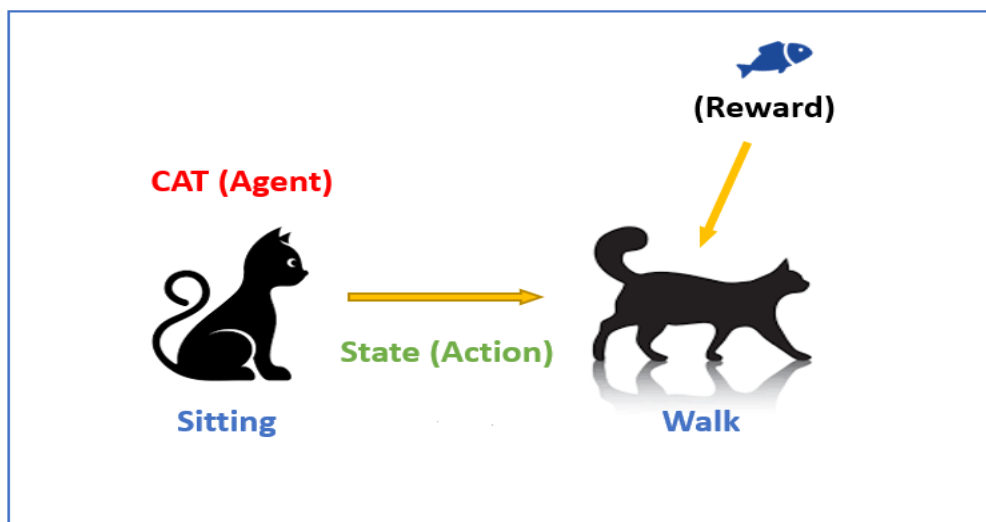 (Reward)
CAT (Agent)
State (Action)
Sitting
Walk